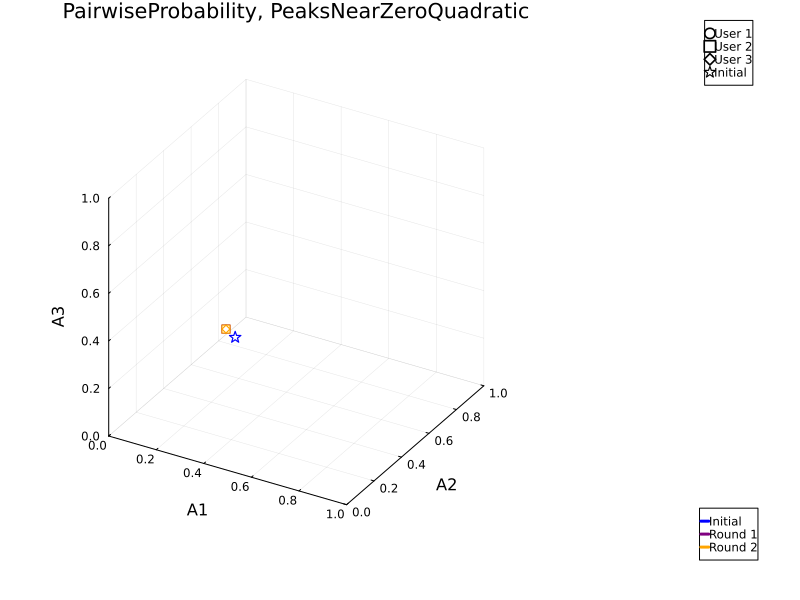 PairwiseProbability, PeaksNearZeroQuadratic
User 1
User 2
User 3
Initial
1.0
0.8
0.6
0.4
0.2
0.0
A3
0.0
0.2
0.4
0.6
0.8
1.0
A1
0.0
0.2
0.4
0.6
0.8
1.0
A2
Initial
Round 1
Round 2